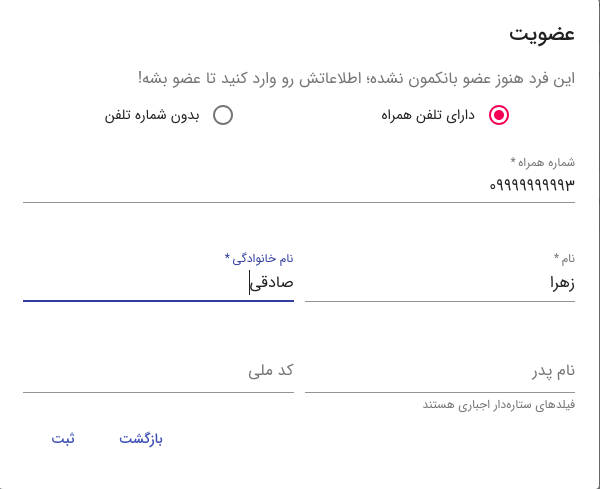 عضویت
این فرد هنوز عضو بانکمون نشده؛ اطلاعاتش رو وارد کنید تا عضو بشه!
دارای تلفن همراه
بدون شماره تلفن
شماره همراه *
۰۹۹۹۹۹۹۹۹۹۳
نام *
نام خانوادگی *
زهرا
صادقی
نام پدر
کد ملی
فیلدهای ستاره‌دار اجباری هستند
بازگشت
ثبت